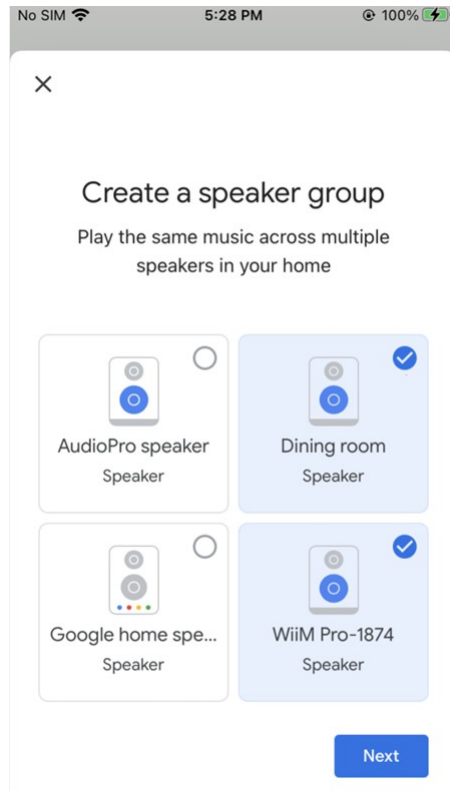 No SIM 5:28 PM 100%
Create a speaker group
Play the same music across multiple
speakers in your home
AudioPro speaker
Speaker
Dining room
Speaker
Google home spe...
Speaker
WiiM Pro-1874
Speaker
Next